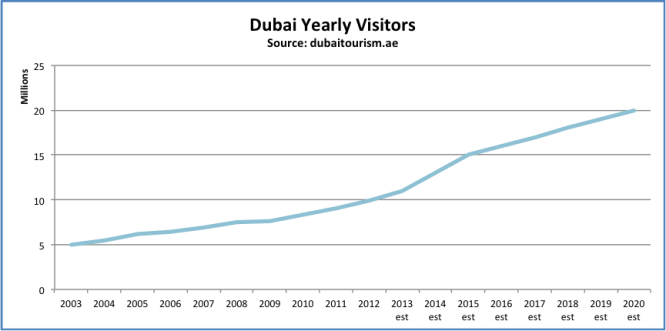 Dubai Yearly Visitors
Source: dubaitourism.ae
Millions
25
20
15
10
5
0
2003 2004 2005 2006 2007 2008 2009 2010 2011 2012 2013 2014 2015 2016 2017 2018 2019 2020
est est est est est est est est